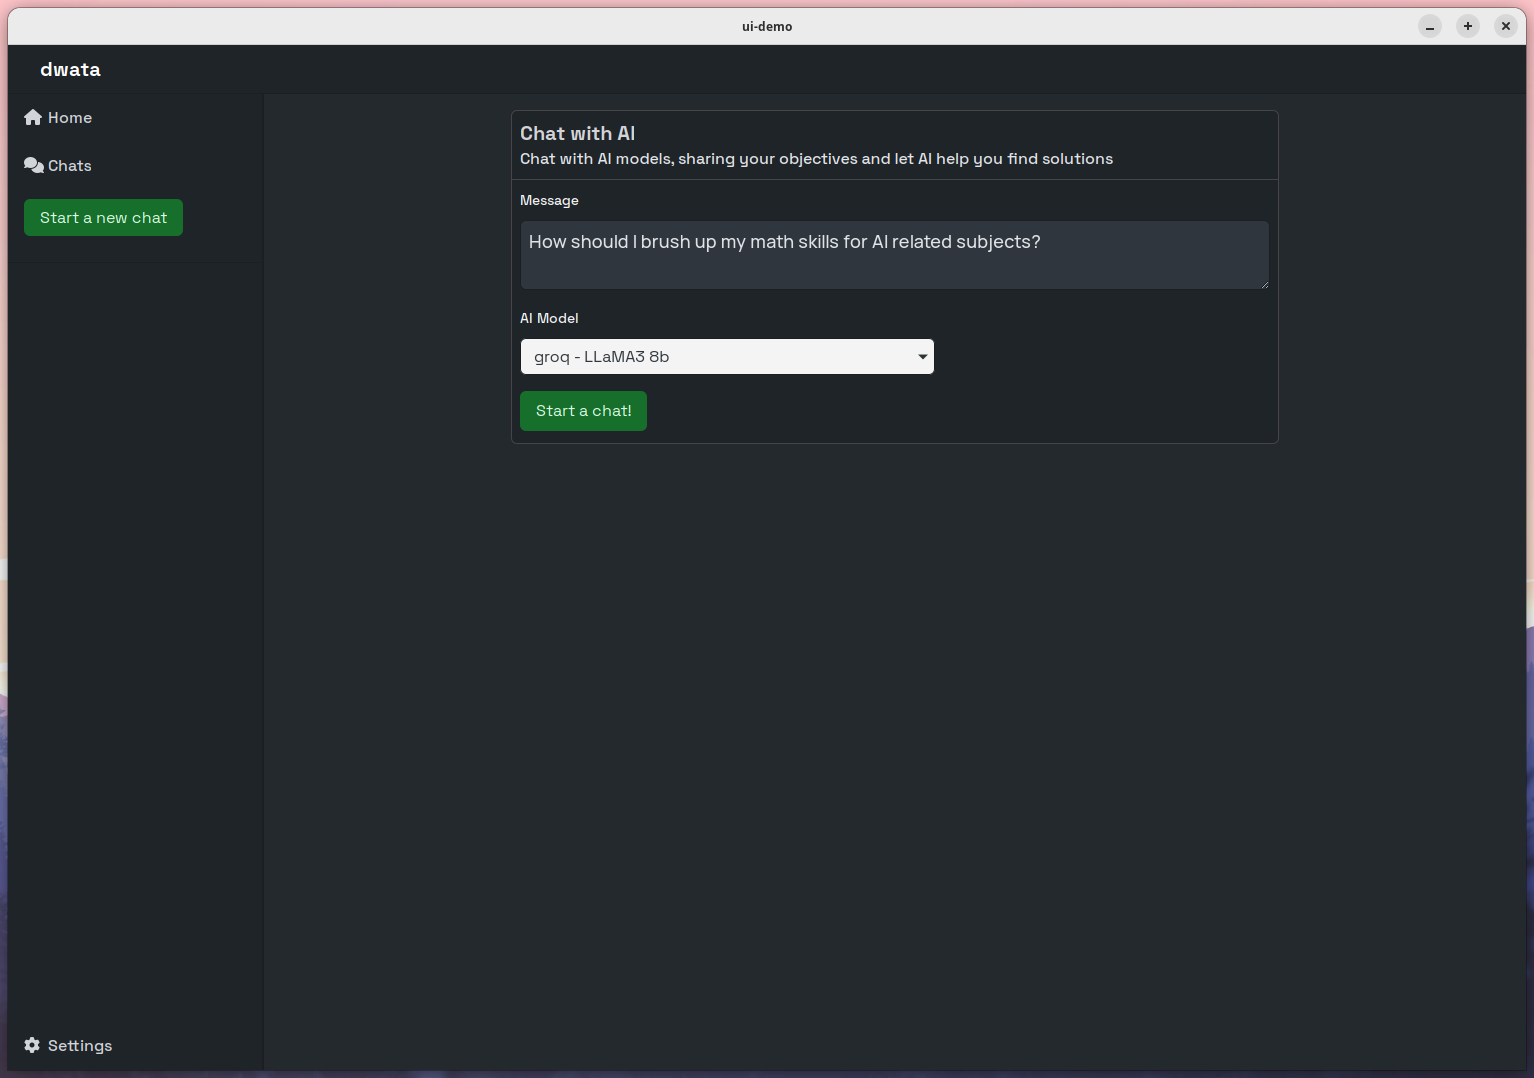 ui-demo
dwata
Home
Chats
Start a new chat
Chat with AI
Chat with AI models, sharing your objectives and let AI help you find solutions
Message
How should I brush up my math skills for AI related subjects?
AI Model
groq - LLaMA3 8b
Start a chat!
Settings